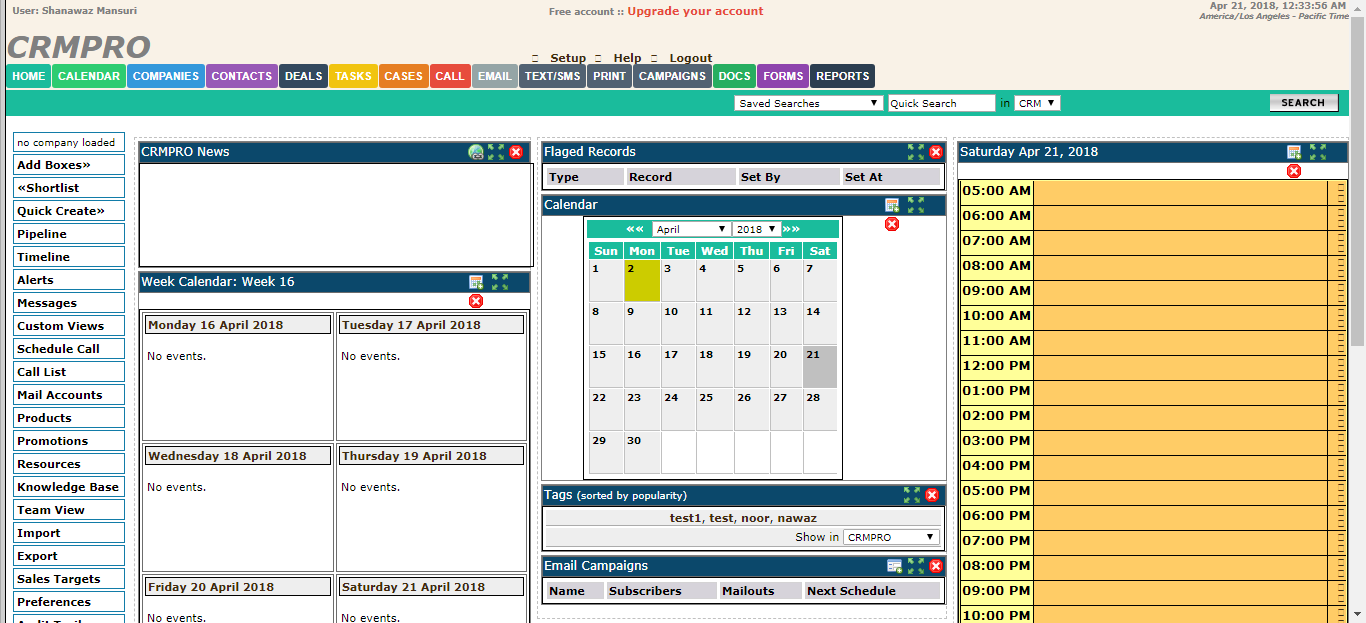 User: Shanawaz Mansuri
Free account :: Upgrade your account
Apr 21, 2018, 12:33:56 AM
America/Los Angeles - Pacific Time
CRMPRO
Setup Help Logout
HOME CALENDAR COMPANIES CONTACTS DEALS TASKS CASES CALL EMAIL TEXT/SMS PRINT CAMPAIGNS DOCS FORMS REPORTS
Saved Searches Quick Search in CRM SEARCH
no company loaded
Add Boxes»
«Shortlist
Quick Create»
Pipeline
Timeline
Alerts
Messages
Custom Views
Schedule Call
Call List
Mail Accounts
Products
Promotions
Resources
Knowledge Base
Team View
Import
Export
Sales Targets
Preferences
CRMPRO News
Week Calendar: Week 16
Monday 16 April 2018 Tuesday 17 April 2018
No events. No events.
Wednesday 18 April 2018 Thursday 19 April 2018
No events. No events.
Friday 20 April 2018 Saturday 21 April 2018
No events. No events.
Flaged Records
Type Record Set By Set At
Calendar
«« April 2018 »»
Sun Mon Tue Wed Thu Fri Sat
1 2 3 4 5 6 7
8 9 10 11 12 13 14
15 16 17 18 19 20 21
22 23 24 25 26 27 28
29 30
Tags (sorted by popularity)
test1, test, noor, nawaz
Show in CRMPRO
Email Campaigns
Name Subscribers Mailouts Next Schedule
Saturday Apr 21, 2018
05:00 AM
06:00 AM
07:00 AM
08:00 AM
09:00 AM
10:00 AM
11:00 AM
12:00 PM
01:00 PM
02:00 PM
03:00 PM
04:00 PM
05:00 PM
06:00 PM
07:00 PM
08:00 PM
09:00 PM
10:00 PM